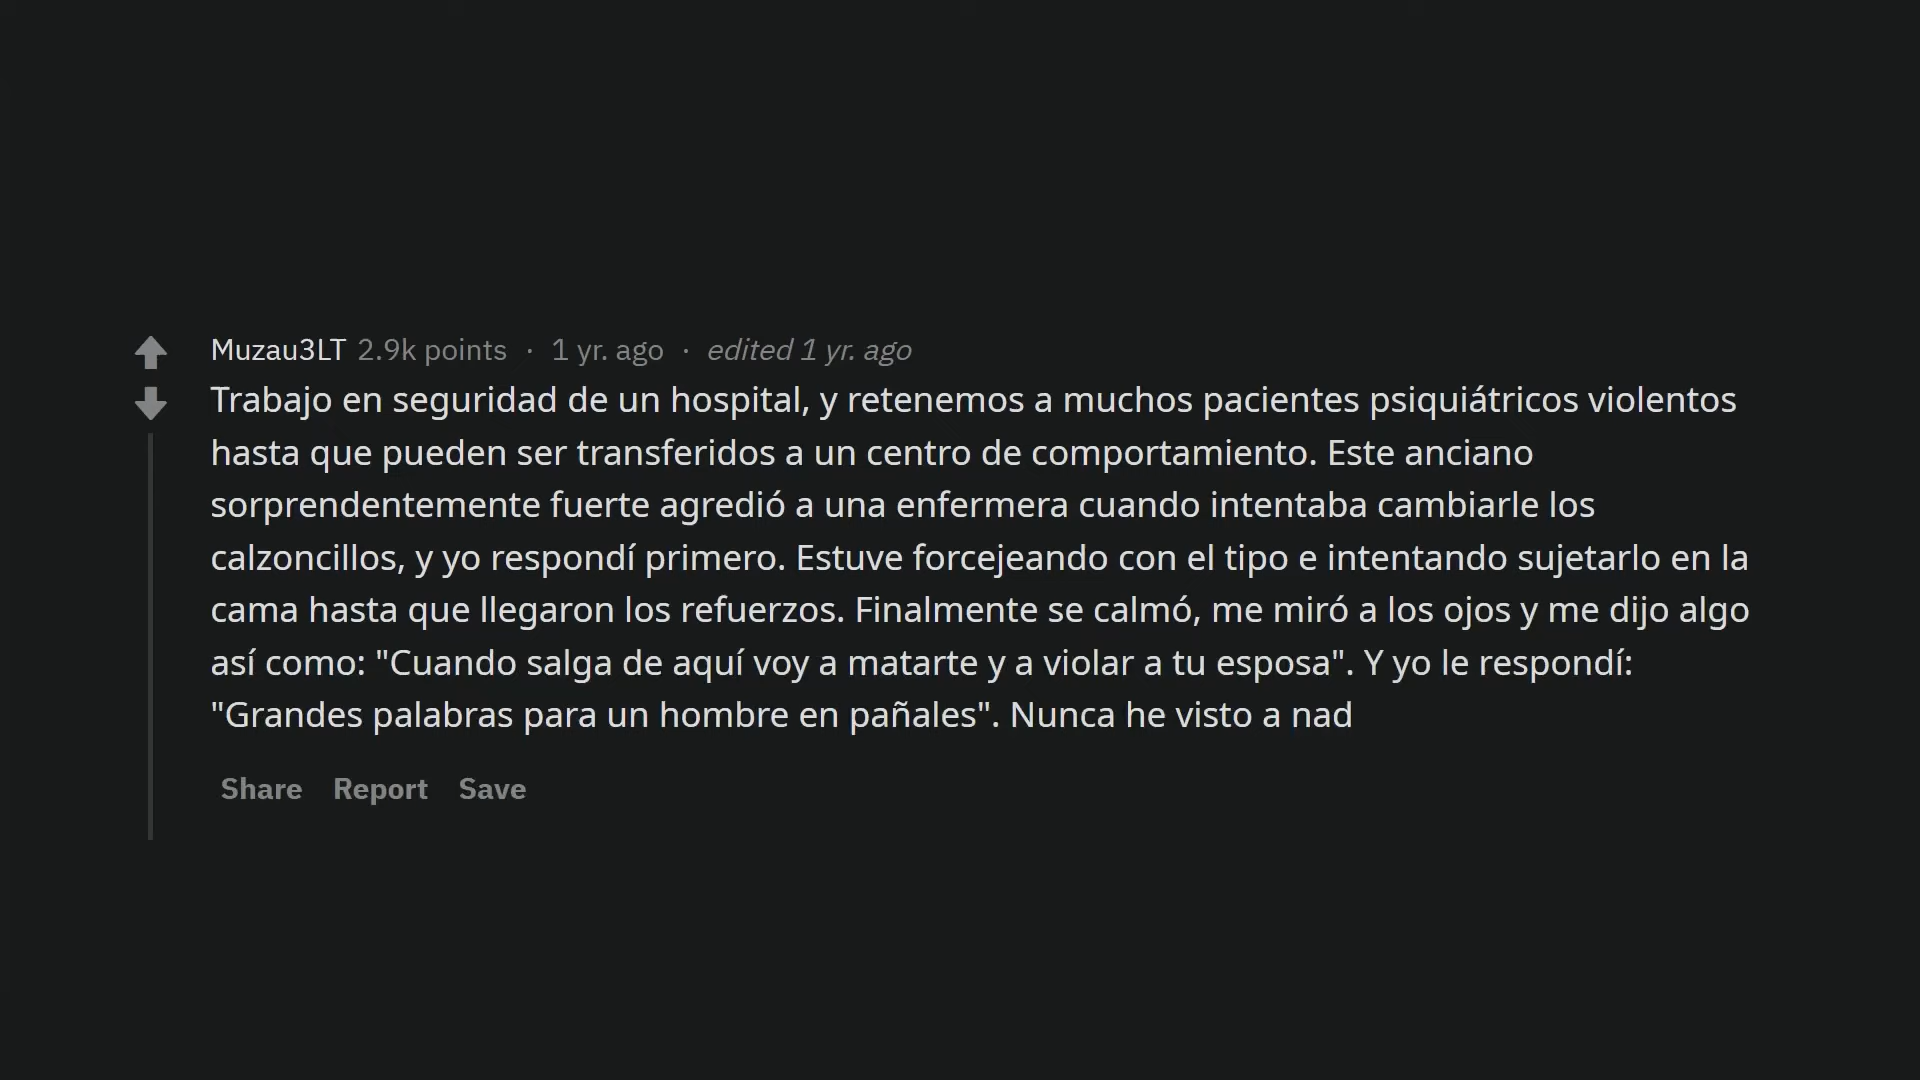 Muzau3LT 2.9k points · 1 yr. ago · edited 1 yr. ago
Trabajo en seguridad de un hospital, y retenemos a muchos pacientes psiquiátricos violentos
hasta que pueden ser transferidos a un centro de comportamiento. Este anciano
sorprendentemente fuerte agredió a una enfermera cuando intentaba cambiarle los
calzoncillos, y yo respondí primero. Estuve forcejeando con el tipo e intentando sujetarlo en la
cama hasta que llegaron los refuerzos. Finalmente se calmó, me miró a los ojos y me dijo algo
así como: "Cuando salga de aquí voy a matarte y a violar a tu esposa". Y yo le respondí:
"Grandes palabras para un hombre en pañales". Nunca he visto a nad
Share Report Save